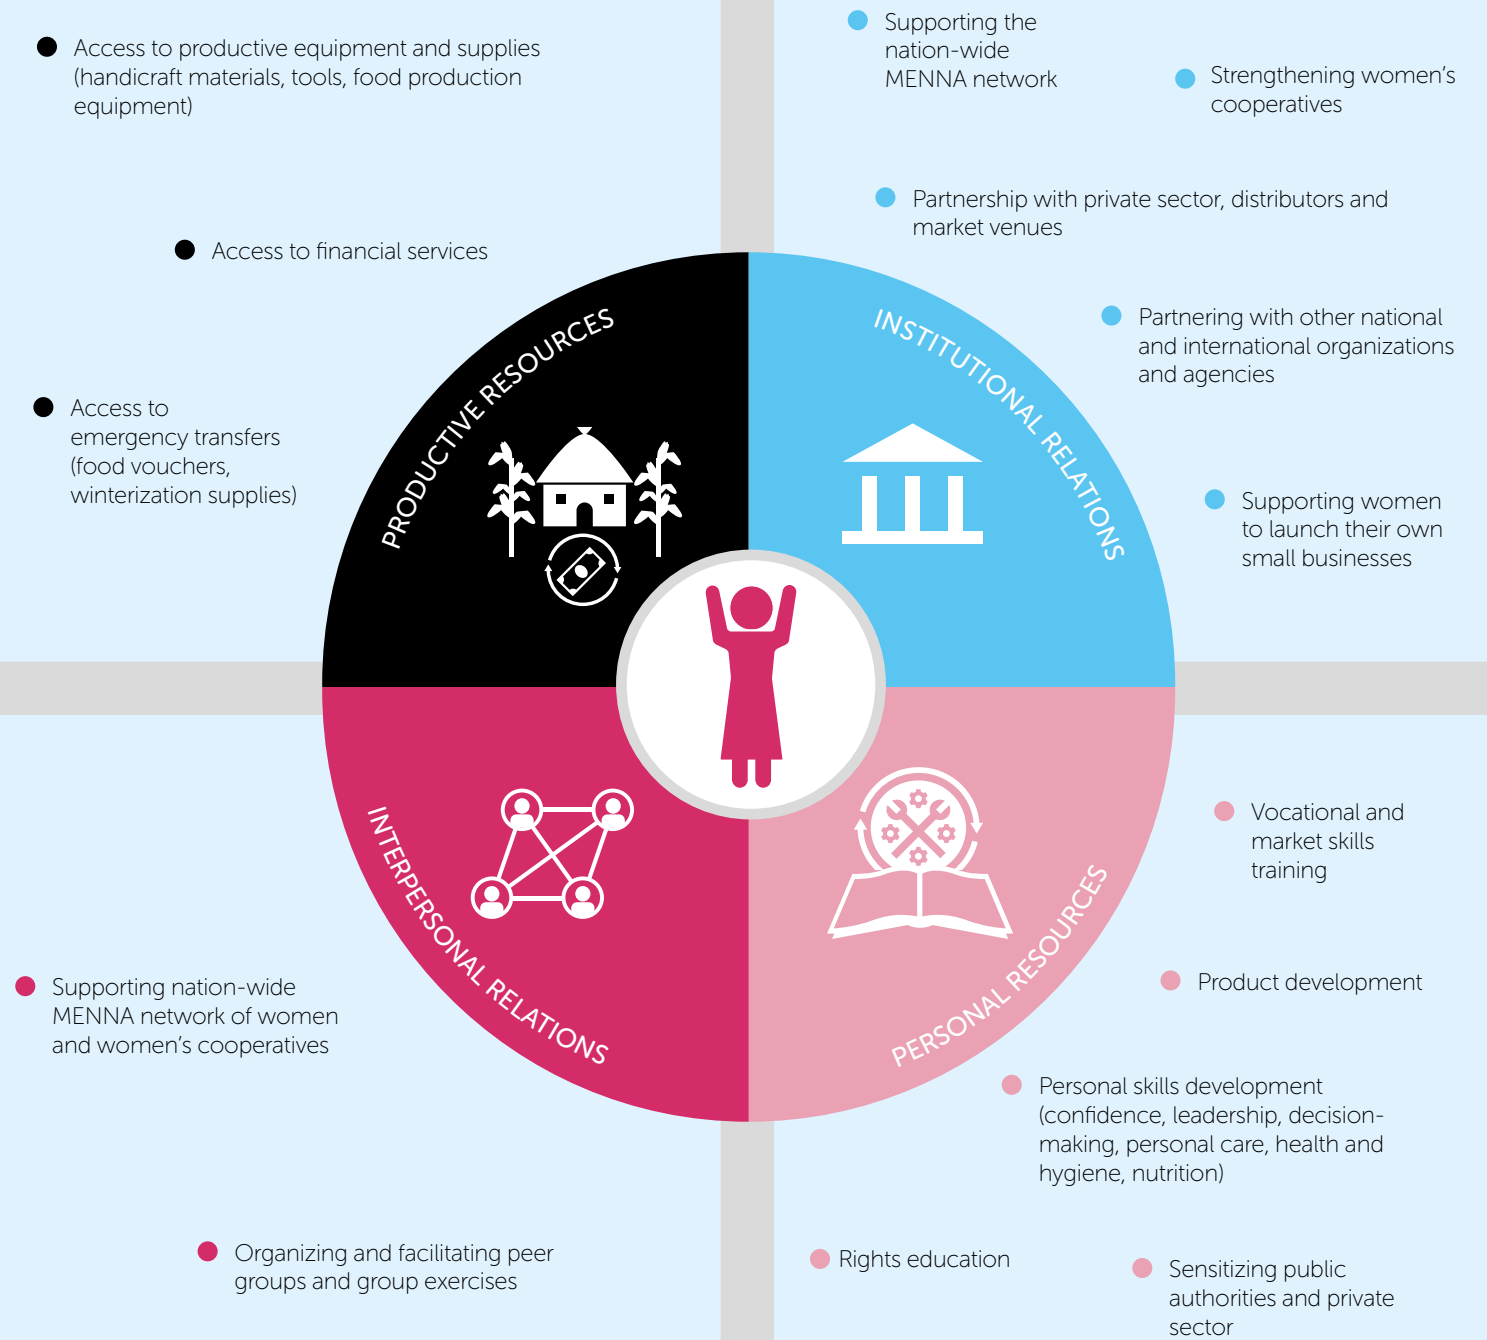 Access to productive equipment and supplies
(handicraft materials, tools, food production
equipment)
Access to financial services
Access to
emergency transfers
(food vouchers,
winterization supplies)
PRODUCTIVE RESOURCES
Supporting the
nation-wide
MENNA network
Strengthening women's
cooperatives
Partnership with private sector, distributors and
market venues
Partnering with other national
and international organizations
and agencies
Supporting women
to launch their own
small businesses
INSTITUTIONAL RELATIONS
INTERPERSONAL RELATIONS
Supporting nation-wide
MENNA network of women
and women's cooperatives
Organizing and facilitating peer
groups and group exercises
PERSONAL RESOURCES
Vocational and
market skills
training
Product development
Personal skills development
(confidence, leadership, decision-
making, personal care, health and
hygiene, nutrition)
Rights education
Sensitizing public
authorities and private
sector